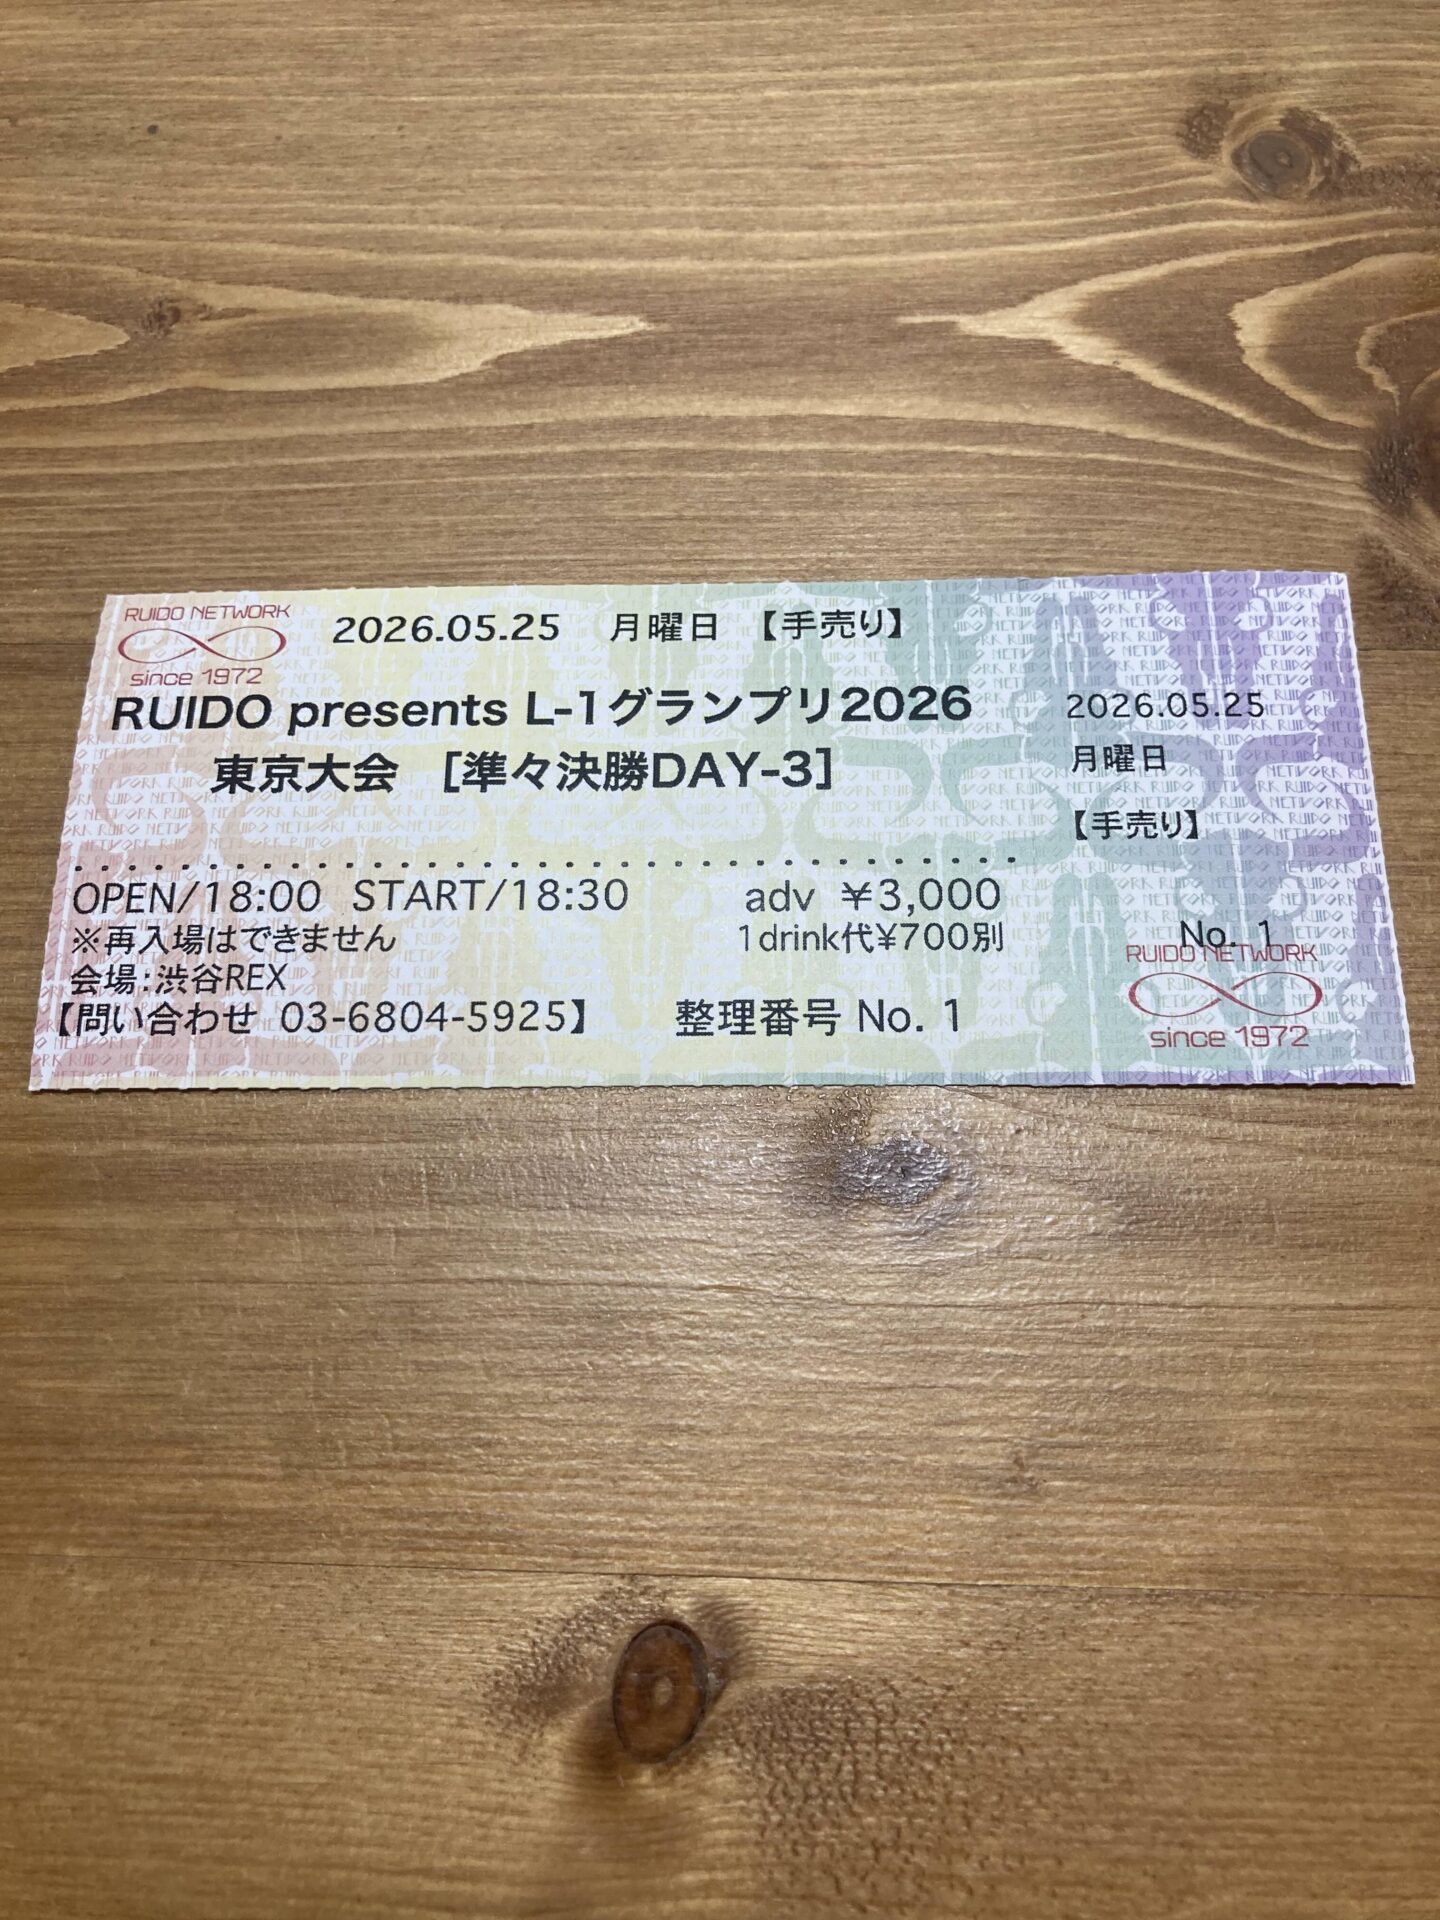 RUIDO NETWORK
since 1972
2026.05.25 月曜日 【手売り】
RUIDO presents L-1グランプリ2026
東京大会 [準々決勝DAY-3]
OPEN/18:00 START/18:30 adv ¥3,000
※再入場はできません 1drink代¥700別
会場:渋谷REX
【問い合わせ 03-6804-5925】 整理番号 No. 1
2026.05.25
月曜日
【手売り】
No. 1
RUIDO NETWORK
since 1972